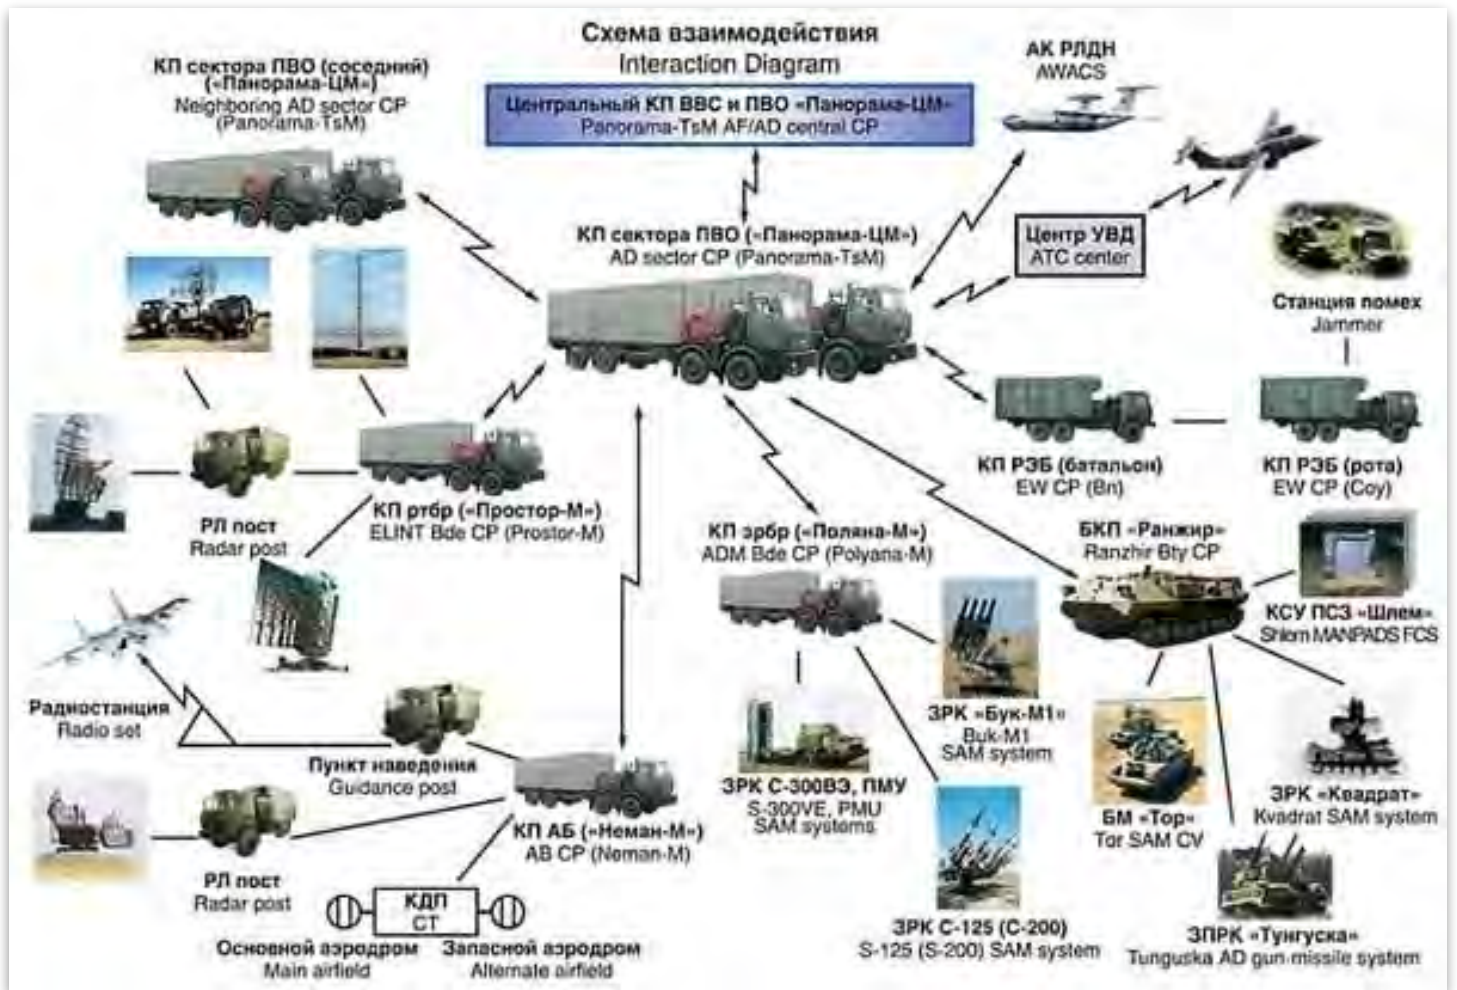 Схема взаимодействия
Interaction Diagram
Центральный КП ВВС и ПВО «Панорама-ЦМ»
Panorama-TsM AF/AD central CP
КП сектора ПВО (соседний)
(«Панорама-ЦМ»)
Neighboring AD sector CP
(Panorama-TsM)
АК РЛДН
AWACS
КП сектора ПВО («Панорама-ЦМ»)
AD sector CP (Panorama-TsM)
Центр УВД
ATC center
Станция помех
Jammer
КП РЭБ (батальон)
EW CP (Bn)
КП РЭБ (рота)
EW CP (Coy)
РЛ пост
Radar post
КП ртбр («Простор-М»)
ELINT Bde CP (Prostor-M)
КП зрбр («Поляна-М»)
ADM Bde CP (Polyana-M)
БКП «Ранжир»
Ranzhir Bty CP
КСУ ПСЗ «Шлем»
Shlem MANPADS FCS
Радиостанция
Radio set
Пункт наведения
Guidance post
ЗРК С-300ВЭ, ПМУ
S-300VE, PMU
SAM systems
ЗРК «Бук-М1»
Buk-M1
SAM system
БМ «Тор»
Tor SAM CV
ЗРК «Квадрат»
Kvadrat SAM system
КП АБ («Неман-М»)
AB CP (Neman-M)
РЛ пост
Radar post
КДП
CT
Основной аэродром
Main airfield
Запасной аэродром
Alternate airfield
ЗРК С-125 (С-200)
S-125 (S-200) SAM system
ЗПРК «Тунгуска»
Tunguska AD gun-missile system